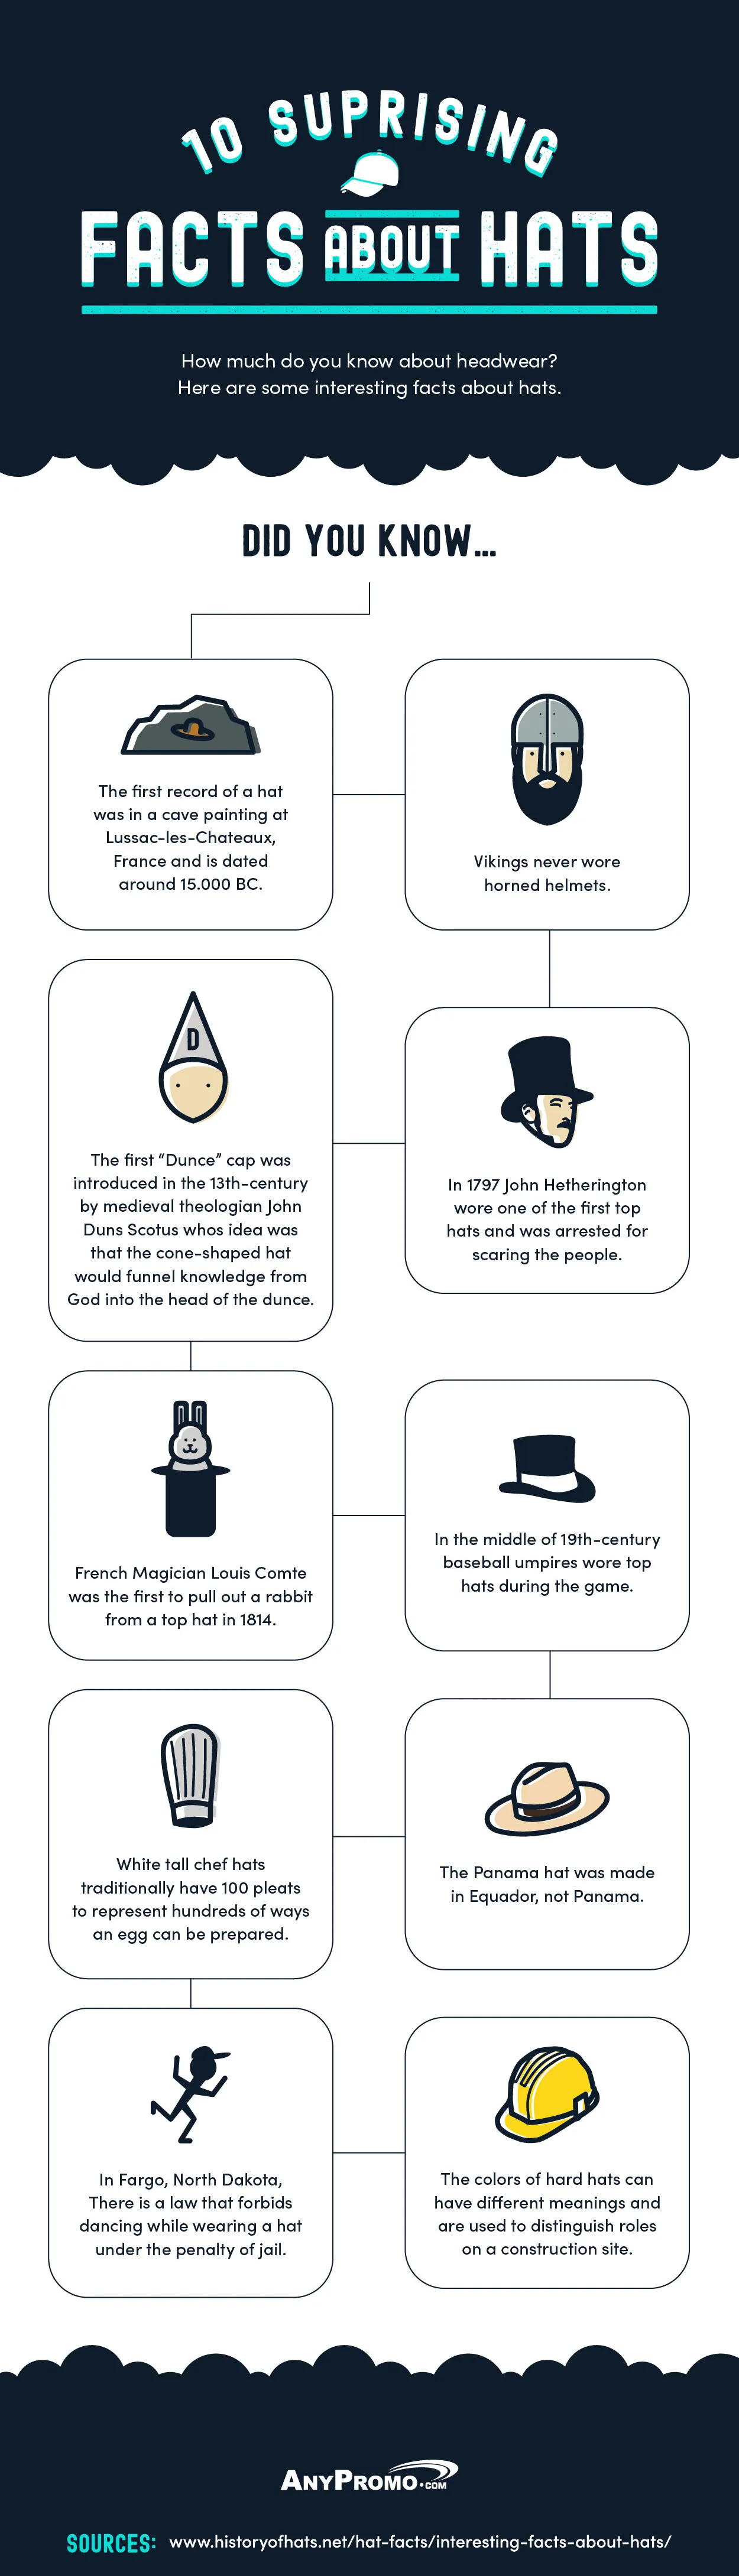 10 SUPRISING
FACTS ABOUT HATS
How much do you know about headwear?
Here are some interesting facts about hats.
DID YOU KNOW...
The first record of a hat
was in a cave painting at
Lussac-les-Chateaux,
France and is dated
around 15.000 BC.
Vikings never wore
horned helmets.
In 1797 John Hetherington
wore one of the first top
hats and was arrested for
scaring the people.
D
The first “Dunce” cap was
introduced in the 13th-century
by medieval theologian John
Duns Scotus whos idea was
that the cone-shaped hat
would funnel knowledge from
God into the head of the dunce.
French Magician Louis Comte
was the first to pull out a rabbit
from a top hat in 1814.
In the middle of 19th-century
baseball umpires wore top
hats during the game.
The Panama hat was made
in Equador, not Panama.
White tall chef hats
traditionally have 100 pleats
to represent hundreds of ways
an egg can be prepared.
In Fargo, North Dakota,
There is a law that forbids
dancing while wearing a hat
under the penalty of jail.
The colors of hard hats can
have different meanings and
are used to distinguish roles
on a construction site.
ANYPROMO.COM
SOURCES: www.historyofhats.net/hat-facts/interesting-facts-about-hats/